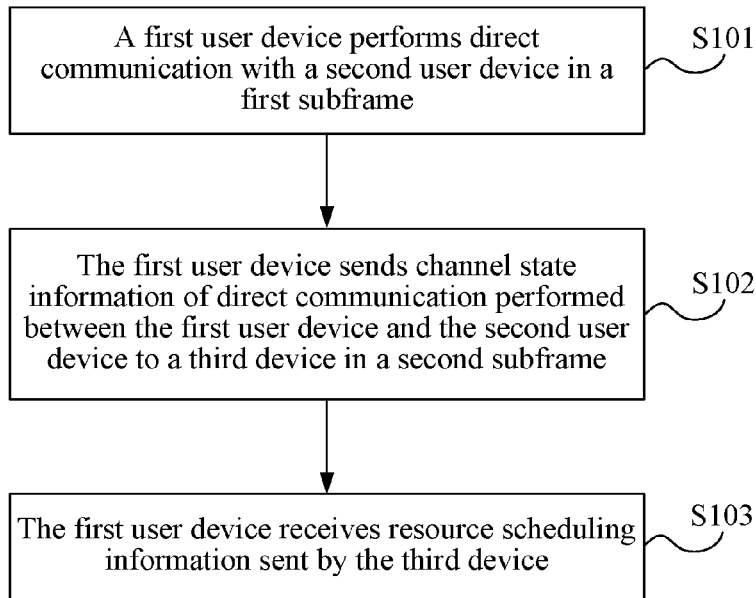 A first user device performs direct
communication with a second user device in a
first subframe
S101
The first user device sends channel state
information of direct communication performed
between the first user device and the second user
device to a third device in a second subframe
S102
The first user device receives resource scheduling
information sent by the third device
S103